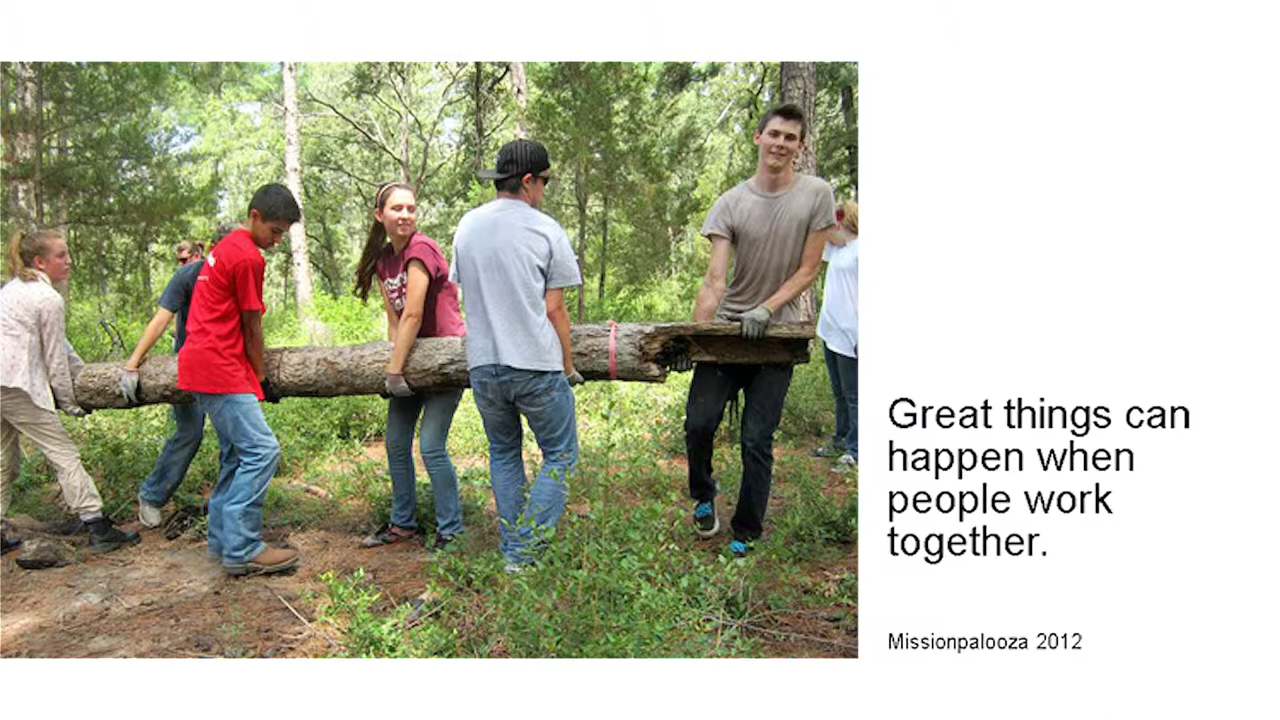 Great things can
happen when
people work
together.
Missionpalooza 2012